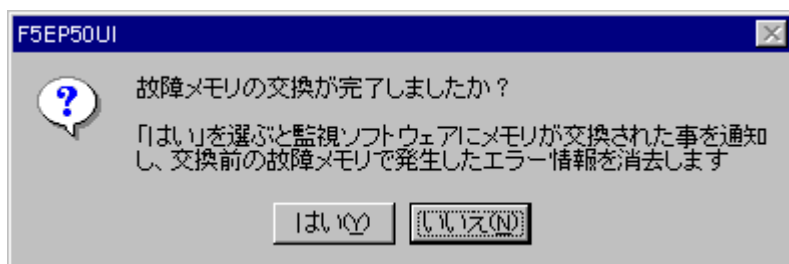 F5EP50UI
故障メモリの交換が完了しましたか？
「はい」を選ぶと監視ソフトウェアにメモリが交換された事を通知
し、交換前の故障メモリで発生したエラー情報を消去します
はい(Y) いいえ(N)